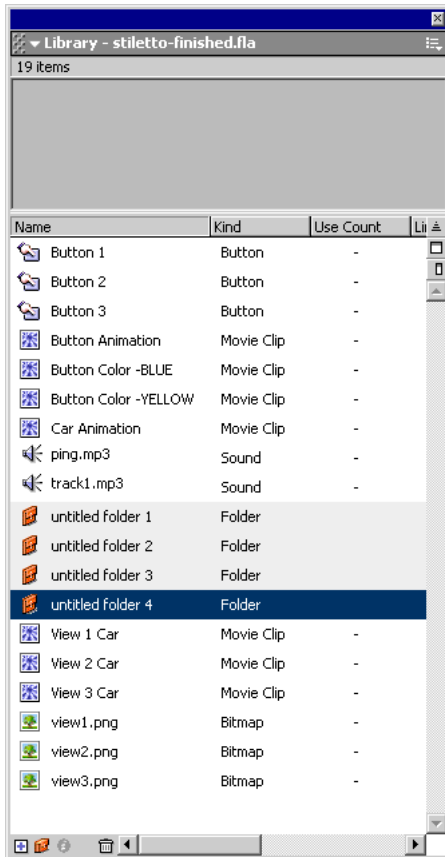 Library - stiletto-finished.fla
19 items
Name Kind Use Count Li
Button 1 Button -
Button 2 Button -
Button 3 Button -
Button Animation Movie Clip -
Button Color -BLUE Movie Clip -
Button Color -YELLOW Movie Clip -
Car Animation Movie Clip -
ping.mp3 Sound -
track1.mp3 Sound -
untitled folder 1 Folder
untitled folder 2 Folder
untitled folder 3 Folder
untitled folder 4 Folder
View 1 Car Movie Clip -
View 2 Car Movie Clip -
View 3 Car Movie Clip -
view1.png Bitmap -
view2.png Bitmap -
view3.png Bitmap -